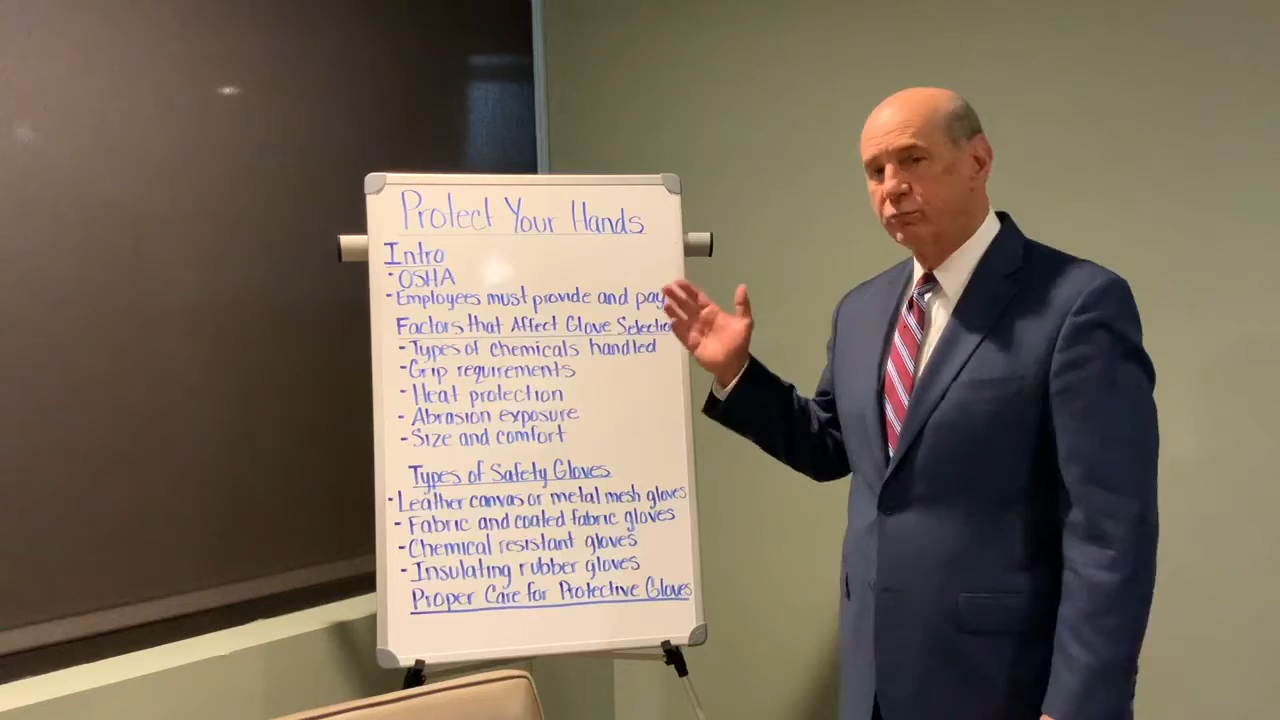 Protect Your Hands
Intro
• OSHA
- Employees must provide and pay
Factors that Affect Glove Selectio
- Types of chemicals handled
- Grip requirements
- Heat protection
- Abrasion exposure
- Size and comfort
Types of Safety Gloves
- Leather canvas or metal mesh gloves
- Fabric and coated fabric gloves
- Chemical resistant gloves
- Insulating rubber gloves
Proper Care for Protective Gloves